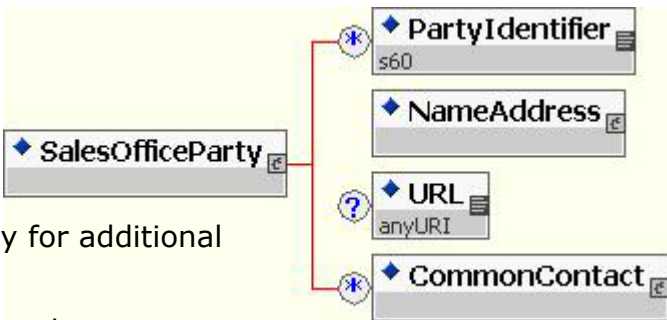 PartyIdentifier
s60
NameAddress
SalesOfficeParty
URL
anyURI
y for additional
CommonContact